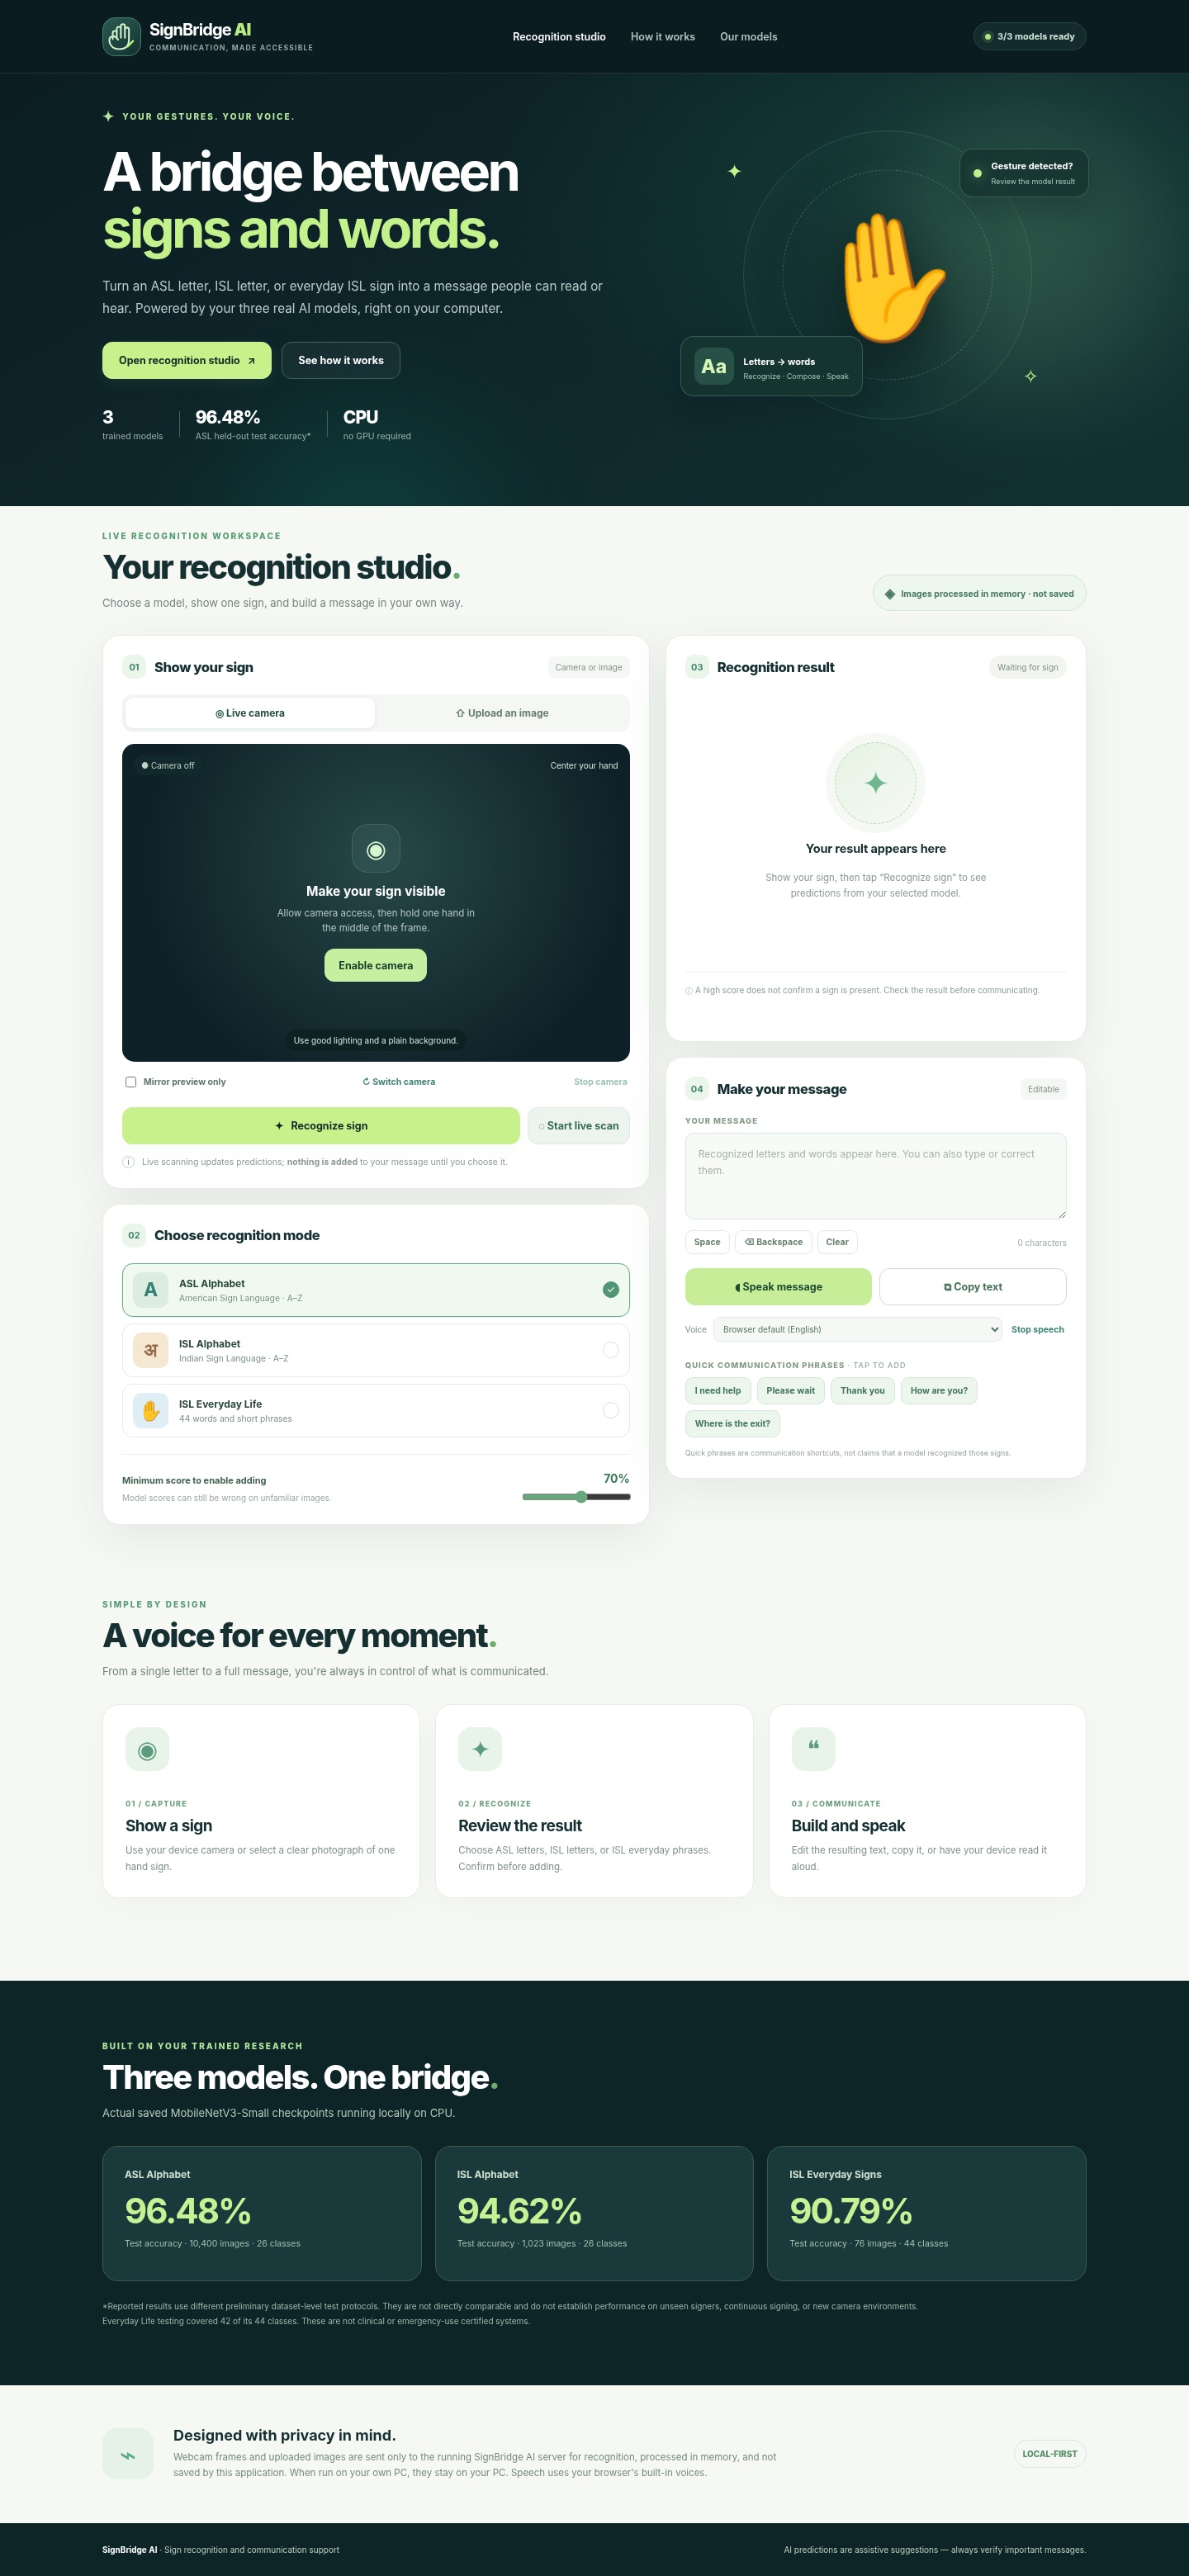 SignBridge AI
COMMUNICATION, MADE ACCESSIBLE
Recognition studio
How it works
Our models
3/3 models ready
YOUR GESTURES. YOUR VOICE.
A bridge between
signs and words.
Turn an ASL letter, ISL letter, or everyday ISL sign into a message people can read or
hear. Powered by your three real AI models, right on your computer.
Open recognition studio ↗
See how it works
3
trained models
96.48%
ASL held-out test accuracy*
CPU
no GPU required
Gesture detected?
Review the model result
Aa
Letters → words
Recognize · Compose · Speak
LIVE RECOGNITION WORKSPACE
Your recognition studio.
Choose a model, show one sign, and build a message in your own way.
Images processed in memory · not saved
01
Show your sign
Camera or image
Live camera
Upload an image
Camera off
Center your hand
Make your sign visible
Allow camera access, then hold one hand in
the middle of the frame.
Enable camera
Use good lighting and a plain background.
Mirror preview only
↻ Switch camera
Stop camera
Recognize sign
Start live scan
i Live scanning updates predictions; nothing is added to your message until you choose it.
02
Choose recognition mode
A
ASL Alphabet
American Sign Language · A–Z
अ
ISL Alphabet
Indian Sign Language · A–Z
ISL Everyday Life
44 words and short phrases
Minimum score to enable adding
70%
Model scores can still be wrong on unfamiliar images.
03
Recognition result
Waiting for sign
Your result appears here
Show your sign, then tap “Recognize sign” to see
predictions from your selected model.
ⓘ A high score does not confirm a sign is present. Check the result before communicating.
04
Make your message
Editable
YOUR MESSAGE
Recognized letters and words appear here. You can also type or correct
them.
Space
⌫ Backspace
Clear
0 characters
Speak message
Copy text
Voice
Browser default (English)
Stop speech
QUICK COMMUNICATION PHRASES · TAP TO ADD
I need help
Please wait
Thank you
How are you?
Where is the exit?
Quick phrases are communication shortcuts, not claims that a model recognized those signs.
SIMPLE BY DESIGN
A voice for every moment.
From a single letter to a full message, you're always in control of what is communicated.
01 / CAPTURE
Show a sign
Use your device camera or select a clear photograph of one
hand sign.
02 / RECOGNIZE
Review the result
Choose ASL letters, ISL letters, or ISL everyday phrases.
Confirm before adding.
❝
03 / COMMUNICATE
Build and speak
Edit the resulting text, copy it, or have your device read it
aloud.
BUILT ON YOUR TRAINED RESEARCH
Three models. One bridge.
Actual saved MobileNetV3-Small checkpoints running locally on CPU.
ASL Alphabet
96.48%
Test accuracy · 10,400 images · 26 classes
ISL Alphabet
94.62%
Test accuracy · 1,023 images · 26 classes
ISL Everyday Signs
90.79%
Test accuracy · 76 images · 44 classes
*Reported results use different preliminary dataset-level test protocols. They are not directly comparable and do not establish performance on unseen signers, continuous signing, or new camera environments.
Everyday Life testing covered 42 of its 44 classes. These are not clinical or emergency-use certified systems.
Designed with privacy in mind.
Webcam frames and uploaded images are sent only to the running SignBridge AI server for recognition, processed in memory, and not
saved by this application. When run on your own PC, they stay on your PC. Speech uses your browser's built-in voices.
LOCAL-FIRST
SignBridge AI · Sign recognition and communication support
AI predictions are assistive suggestions — always verify important messages.